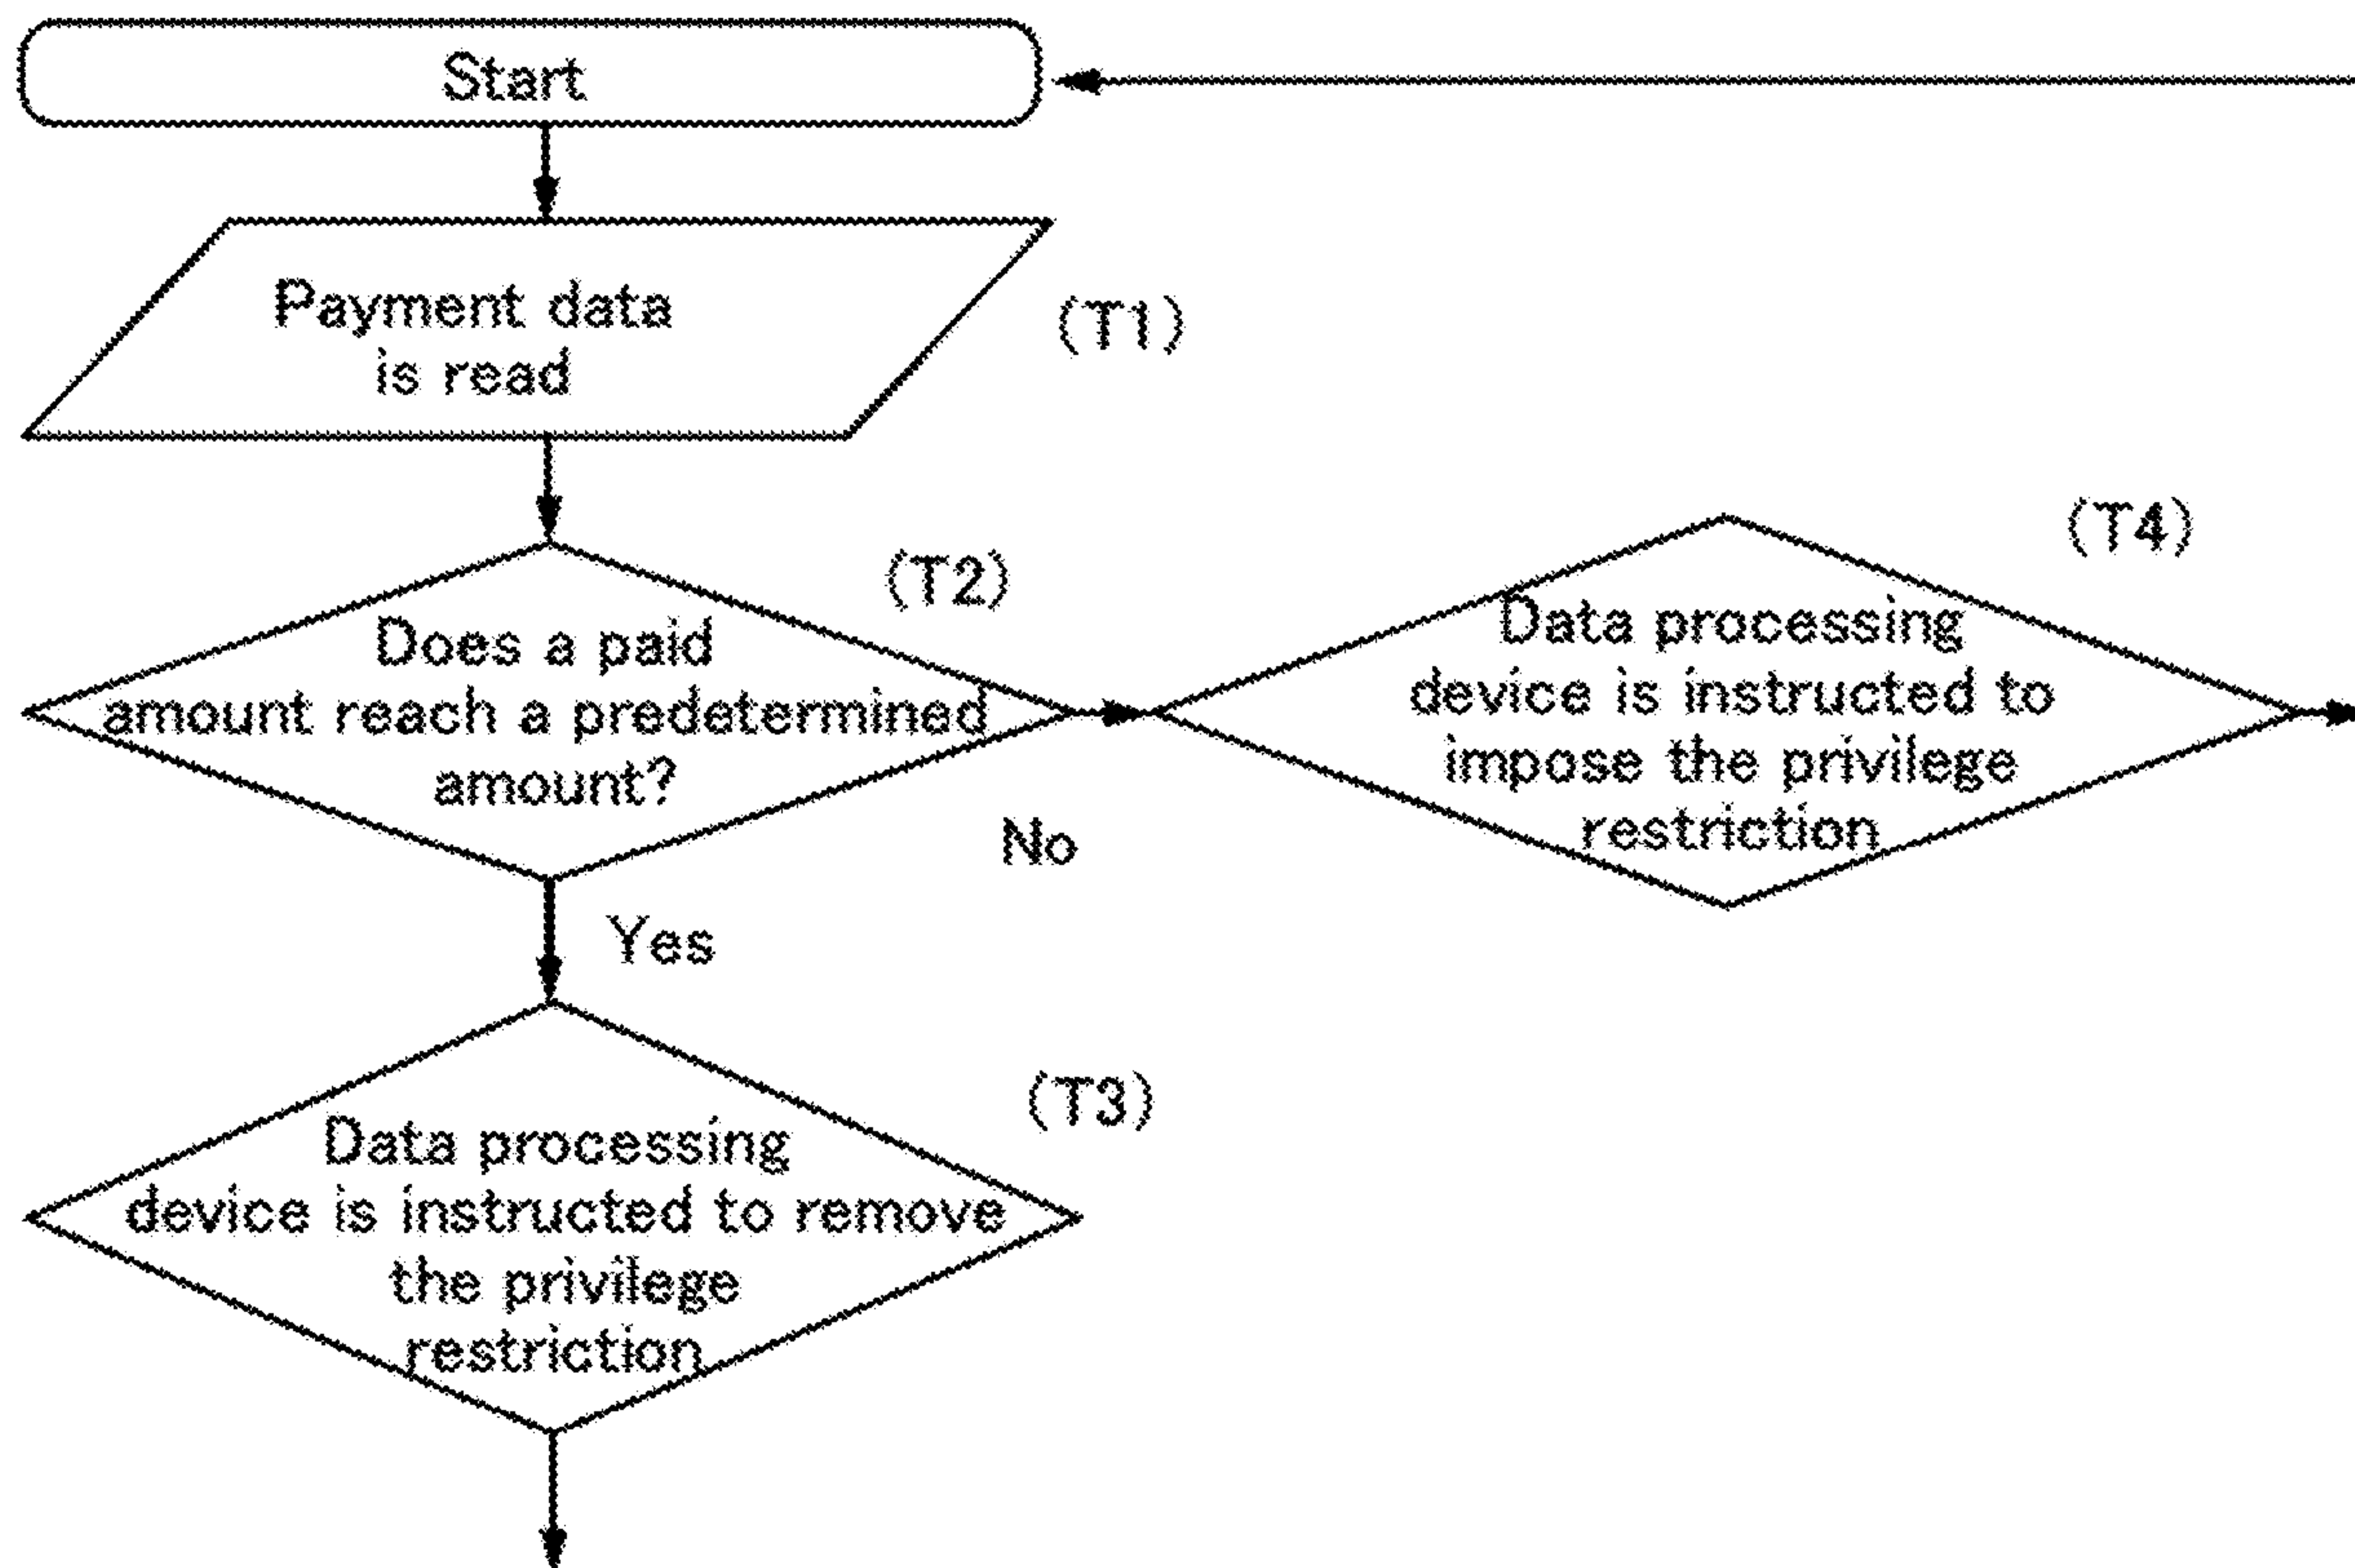 Start
Payment data
is read
(T1)
(T2)
Does a paid
amount reach a predetermined
amount?
No
Yes
(T4)
Data processing
device is instructed to
impose the privilege
restriction
(T3)
Data processing
device is instructed to remove
the privilege
restriction